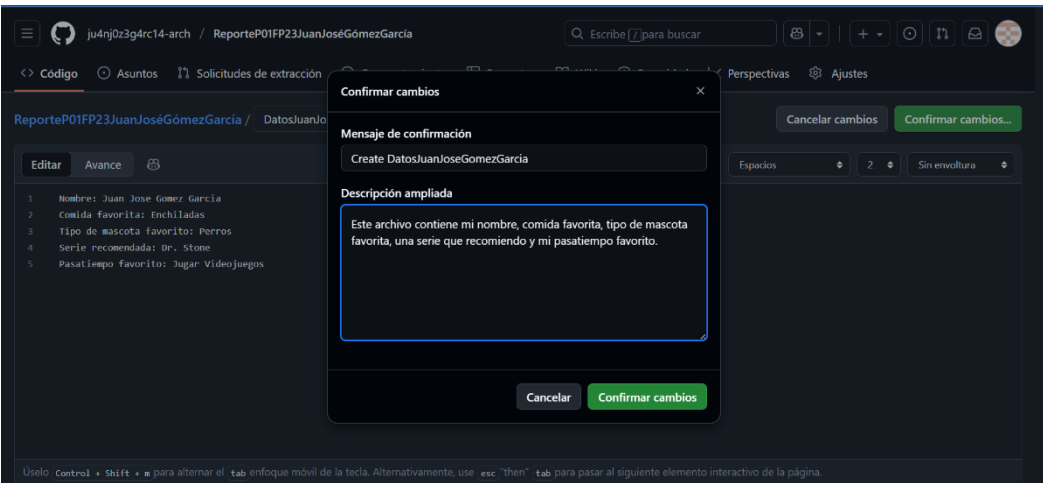 ju4nj0z3g4rc14-arch / ReporteP01FP23JuanJoséGómezGarcía
Escribe / para buscar
Código Asuntos Solicitudes de extracción Perspectivas Ajustes
ReporteP01FP23JuanJoséGómezGarcía / DatosJuanJo
Cancelar cambios Confirmar cambios...
Editar Avance
Espacios 2 Sin envoltura
1 Nombre: Juan Jose Gomez Garcia
2 Comida favorita: Enchiladas
3 Tipo de mascota favorito: Perros
4 Serie recomendada: Dr. Stone
5 Pasatiempo favorito: Jugar Videojuegos
Confirmar cambios
Mensaje de confirmación
Create DatosJuanJoseGomezGarcia
Descripción ampliada
Este archivo contiene mi nombre, comida favorita, tipo de mascota
favorita, una serie que recomiendo y mi pasatiempo favorito.
Cancelar Confirmar cambios
Úselo Control + Shift + m para alternar el tab enfoque móvil de la tecla. Alternativamente, use esc "then" tab para pasar al siguiente elemento interactivo de la página.